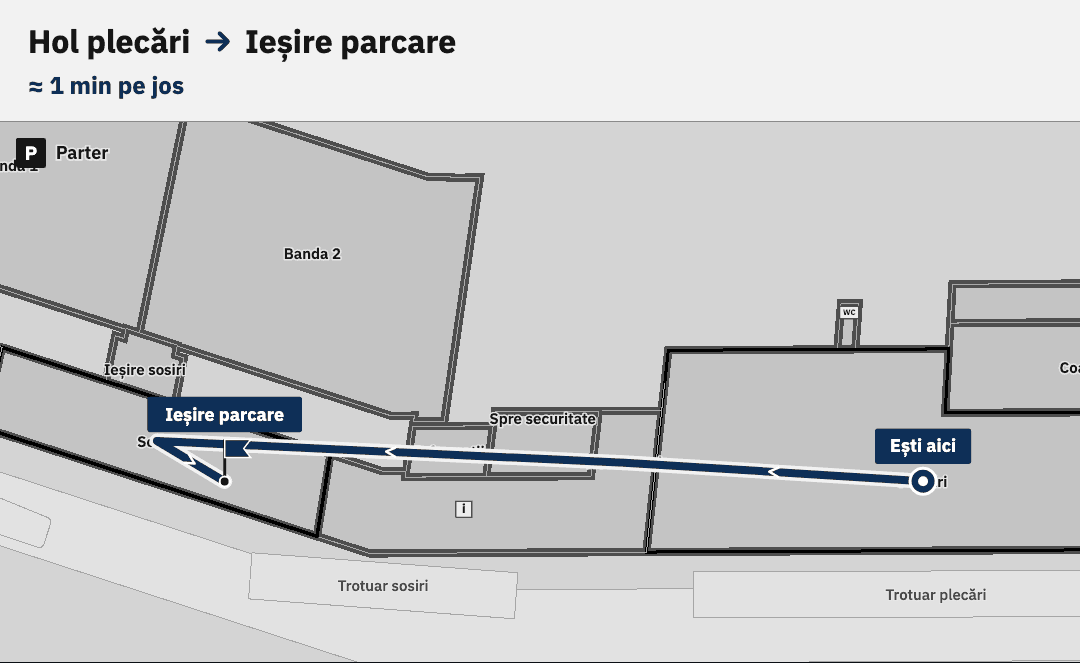 Hol plecări → Ieșire parcare
≈ 1 min pe jos
P Parter
Banda 2
WC
Ieșire sosiri
Ieșire parcare
Spre securitate
Ești aici
i
Trotuar sosiri
Trotuar plecări